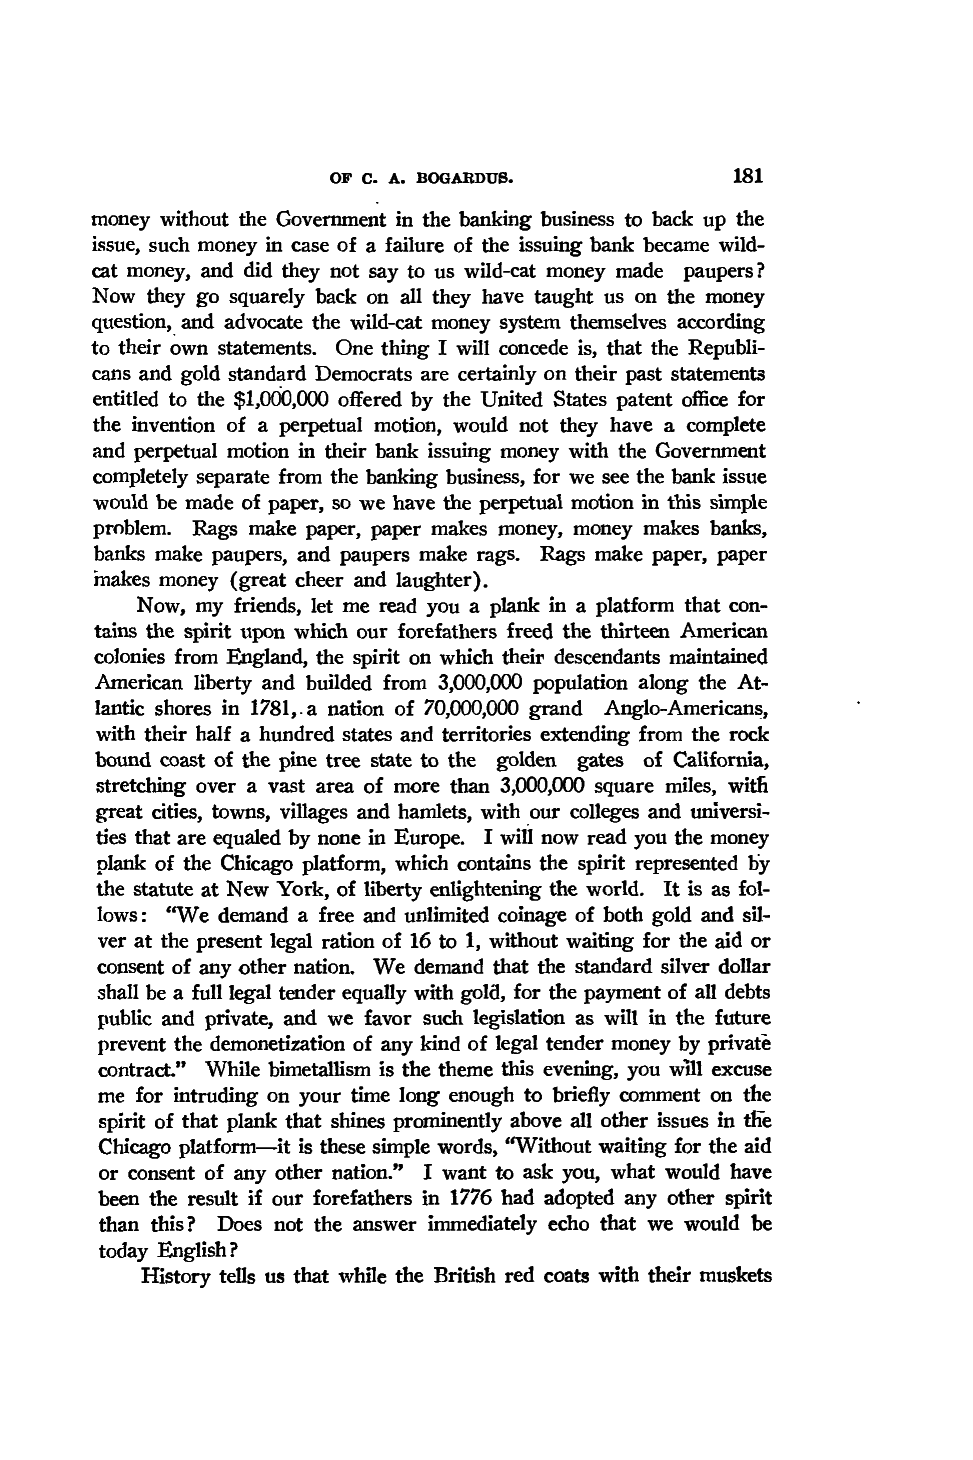 OF C. A. BOGARDUS. 181
money without the Government in the banking business to back up the
issue, such money in case of a failure of the issuing bank became wild-
cat money, and did they not say to us wild-cat money made paupers?
Now they go squarely back on all they have taught us on the money
question, and advocate the wild-cat money system themselves according
to their own statements. One thing I will concede is, that the Republi-
cans and gold standard Democrats are certainly on their past statements
entitled to the $1,000,000 offered by the United States patent office for
the invention of a perpetual motion, would not they have a complete
and perpetual motion in their bank issuing money with the Government
completely separate from the banking business, for we see the bank issue
would be made of paper, so we have the perpetual motion in this simple
problem. Rags make paper, paper makes money, money makes banks,
banks make paupers, and paupers make rags. Rags make paper, paper
makes money (great cheer and laughter).
Now, my friends, let me read you a plank in a platform that con-
tains the spirit upon which our forefathers freed the thirteen American
colonies from England, the spirit on which their descendants maintained
American liberty and builded from 3,000,000 population along the At-
lantic shores in 1781, a nation of 70,000,000 grand Anglo-Americans,
with their half a hundred states and territories extending from the rock
bound coast of the pine tree state to the golden gates of California,
stretching over a vast area of more than 3,000,000 square miles, with
great cities, towns, villages and hamlets, with our colleges and universi-
ties that are equaled by none in Europe. I will now read you the money
plank of the Chicago platform, which contains the spirit represented by
the statute at New York, of liberty enlightening the world. It is as fol-
lows: “We demand a free and unlimited coinage of both gold and sil-
ver at the present legal ration of 16 to 1, without waiting for the aid or
consent of any other nation. We demand that the standard silver dollar
shall be a full legal tender equally with gold, for the payment of all debts
public and private, and we favor such legislation as will in the future
prevent the demonetization of any kind of legal tender money by private
contract.” While bimetallism is the theme this evening, you will excuse
me for intruding on your time long enough to briefly comment on the
spirit of that plank that shines prominently above all other issues in the
Chicago platform—it is these simple words, “Without waiting for the aid
or consent of any other nation.” I want to ask you, what would have
been the result if our forefathers in 1776 had adopted any other spirit
than this? Does not the answer immediately echo that we would be
today English?
History tells us that while the British red coats with their muskets